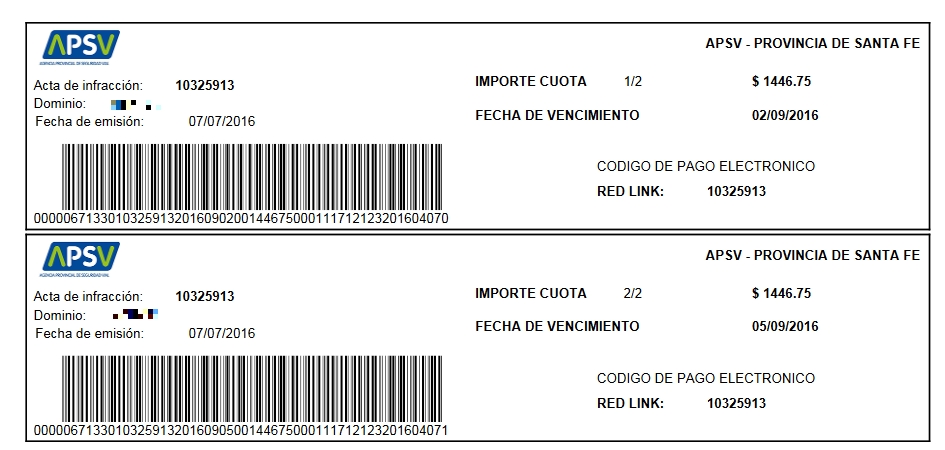 APSV
AGENCIA PROVINCIAL DE SEGURIDAD VIAL
APSV - PROVINCIA DE SANTA FE
Acta de infracción: 10325913
IMPORTE CUOTA 1/2 $ 1446.75
Dominio:
Fecha de emisión: 07/07/2016
FECHA DE VENCIMIENTO 02/09/2016
CODIGO DE PAGO ELECTRONICO
RED LINK: 10325913
00000671330103259132016090200144675000111712123201604070
APSV
AGENCIA PROVINCIAL DE SEGURIDAD VIAL
APSV - PROVINCIA DE SANTA FE
Acta de infracción: 10325913
IMPORTE CUOTA 2/2 $ 1446.75
Dominio:
Fecha de emisión: 07/07/2016
FECHA DE VENCIMIENTO 05/09/2016
CODIGO DE PAGO ELECTRONICO
RED LINK: 10325913
00000671330103259132016090500144675000111712123201604071